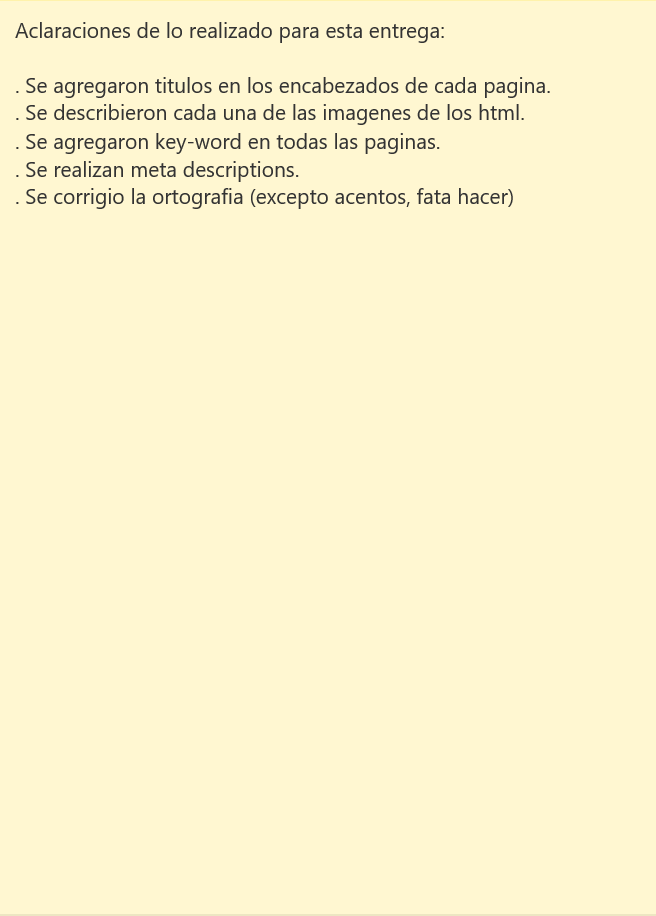 Aclaraciones de lo realizado para esta entrega:
. Se agregaron titulos en los encabezados de cada pagina.
. Se describieron cada una de las imagenes de los html.
. Se agregaron key-word en todas las paginas.
. Se realizan meta descriptions.
. Se corrigio la ortografia (excepto acentos, fata hacer)